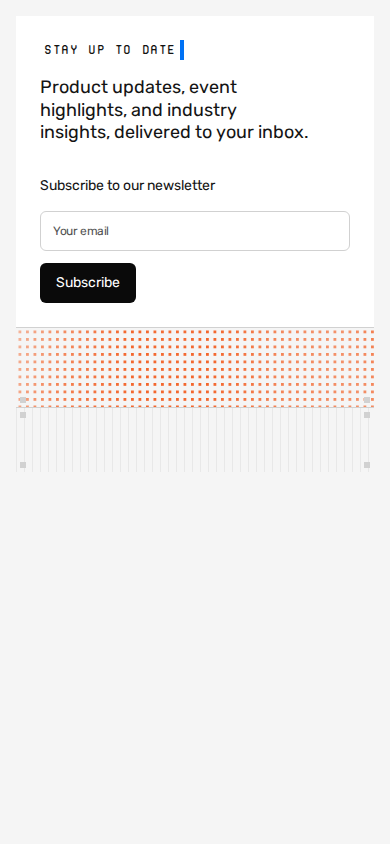 STAY UP TO DATE
Product updates, event
highlights, and industry
insights, delivered to your inbox.
Subscribe to our newsletter
Your email
Subscribe